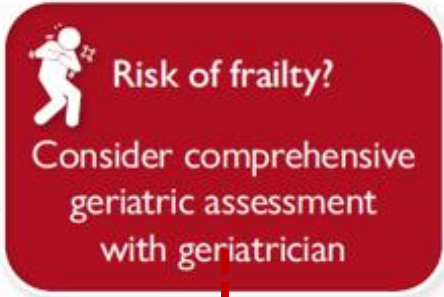 Risk of frailty?
Consider comprehensive
geriatric assessment
with geriatrician